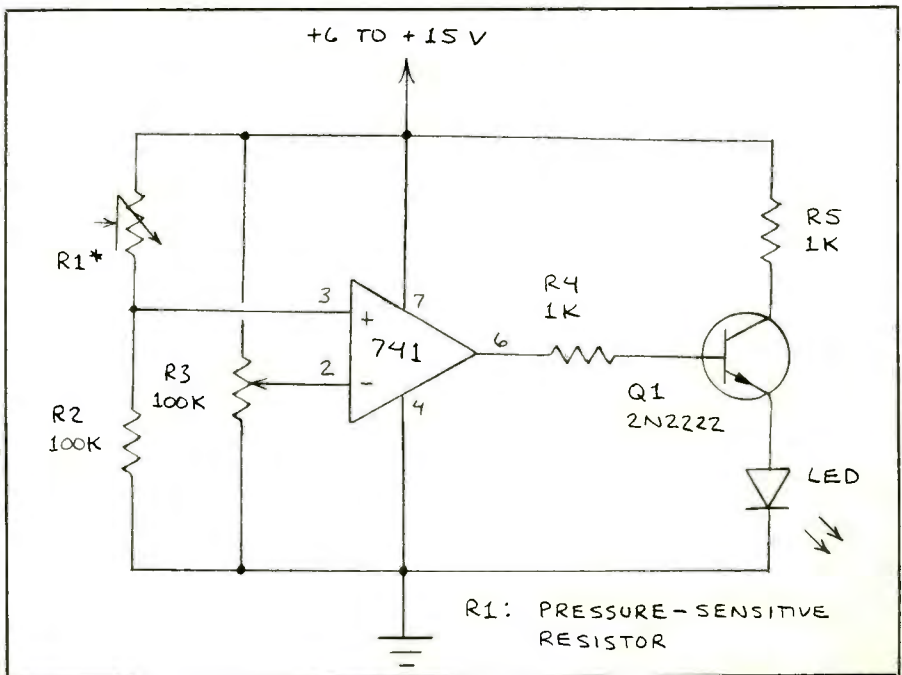 +6 TO +15 V
R1*
R2
100K
R3
100K
3
2
+
-
741
7
4
6
R4
1K
R5
1K
Q1
2N2222
LED
R1: PRESSURE-SENSITIVE
RESISTOR